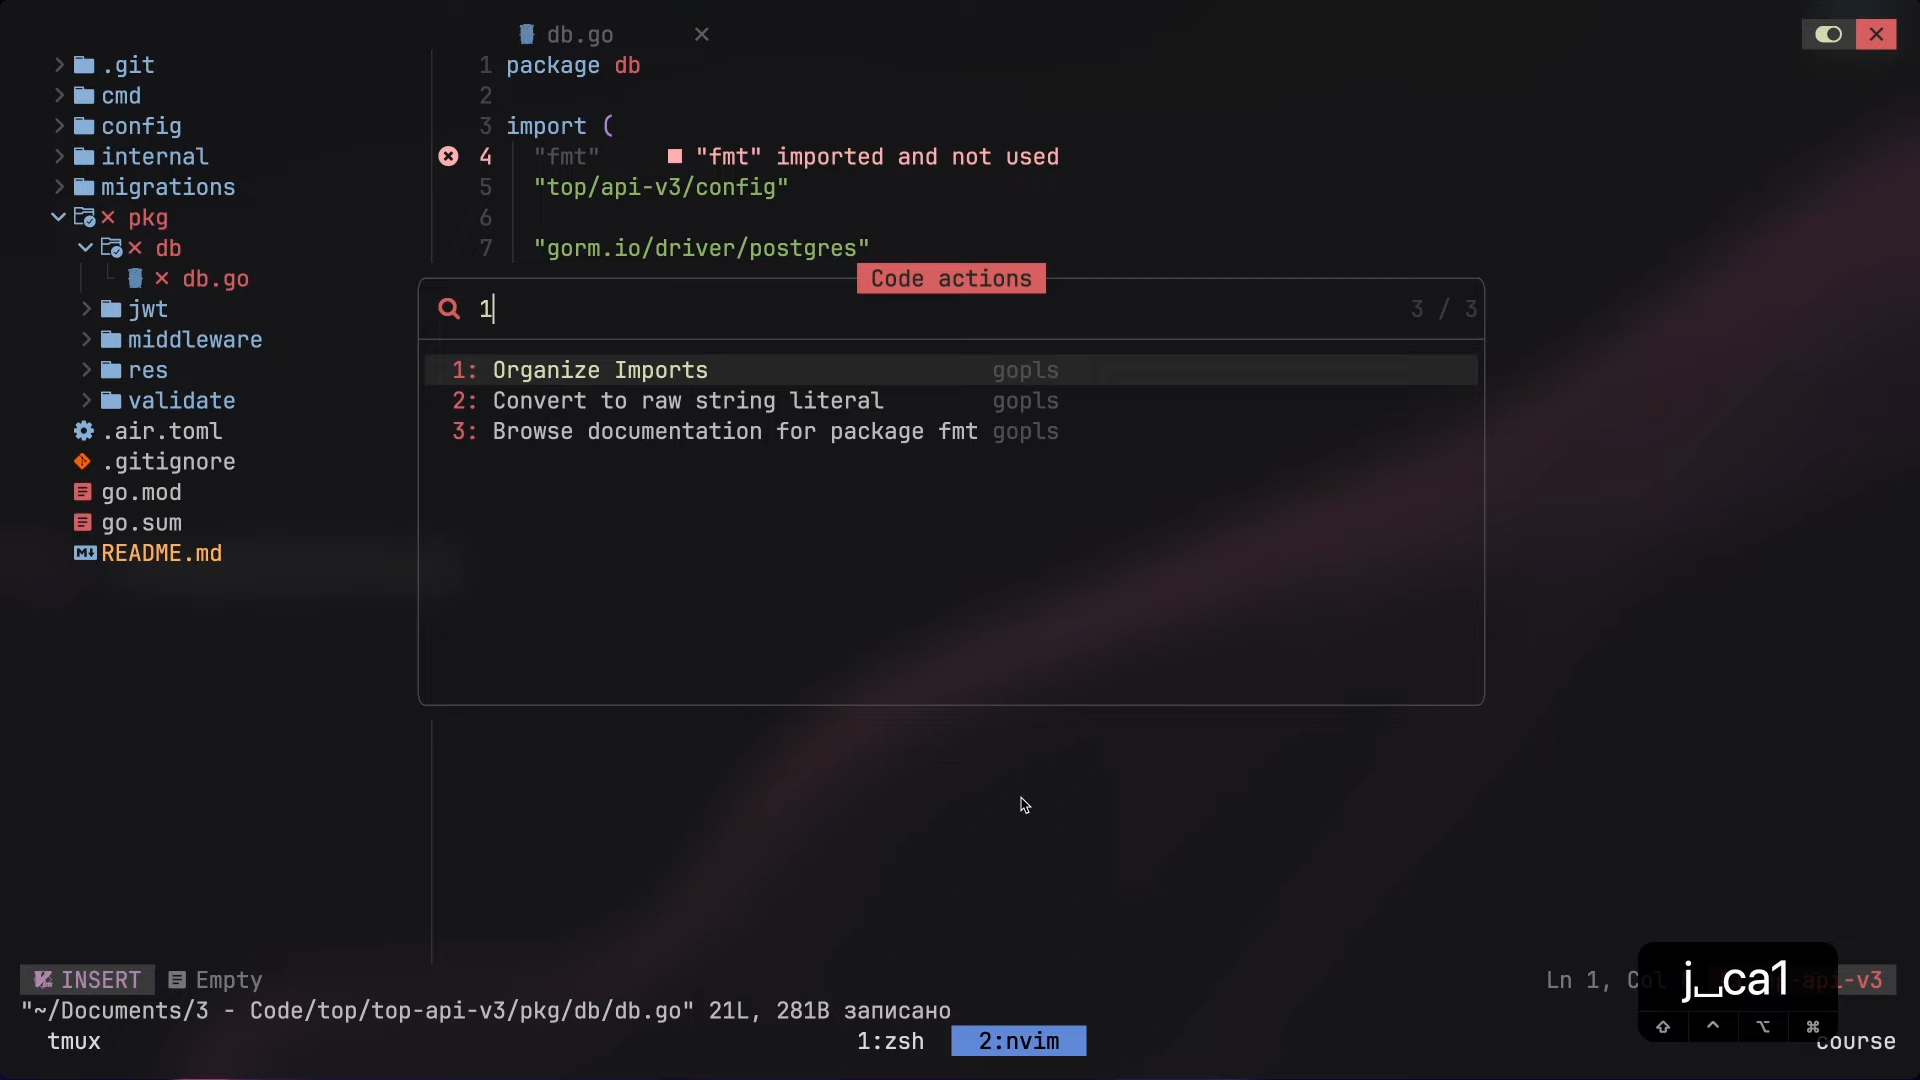 db.go
.git
cmd
config
internal
migrations
pkg
db
db.go
jwt
middleware
res
validate
.air.toml
.gitignore
go.mod
go.sum
README.md
1 package db
2
3 import (
4 "fmt" "fmt" imported and not used
5 "top/api-v3/config"
6
7 "gorm.io/driver/postgres"
Code actions
1 3 / 3
1: Organize Imports gopls
2: Convert to raw string literal gopls
3: Browse documentation for package fmt gopls
INSERT Empty Ln 1, Col -api-v3
j␣ca1
"~/Documents/3 - Code/top/top-api-v3/pkg/db/db.go" 21L, 281B записано
tmux 1:zsh 2:nvim course